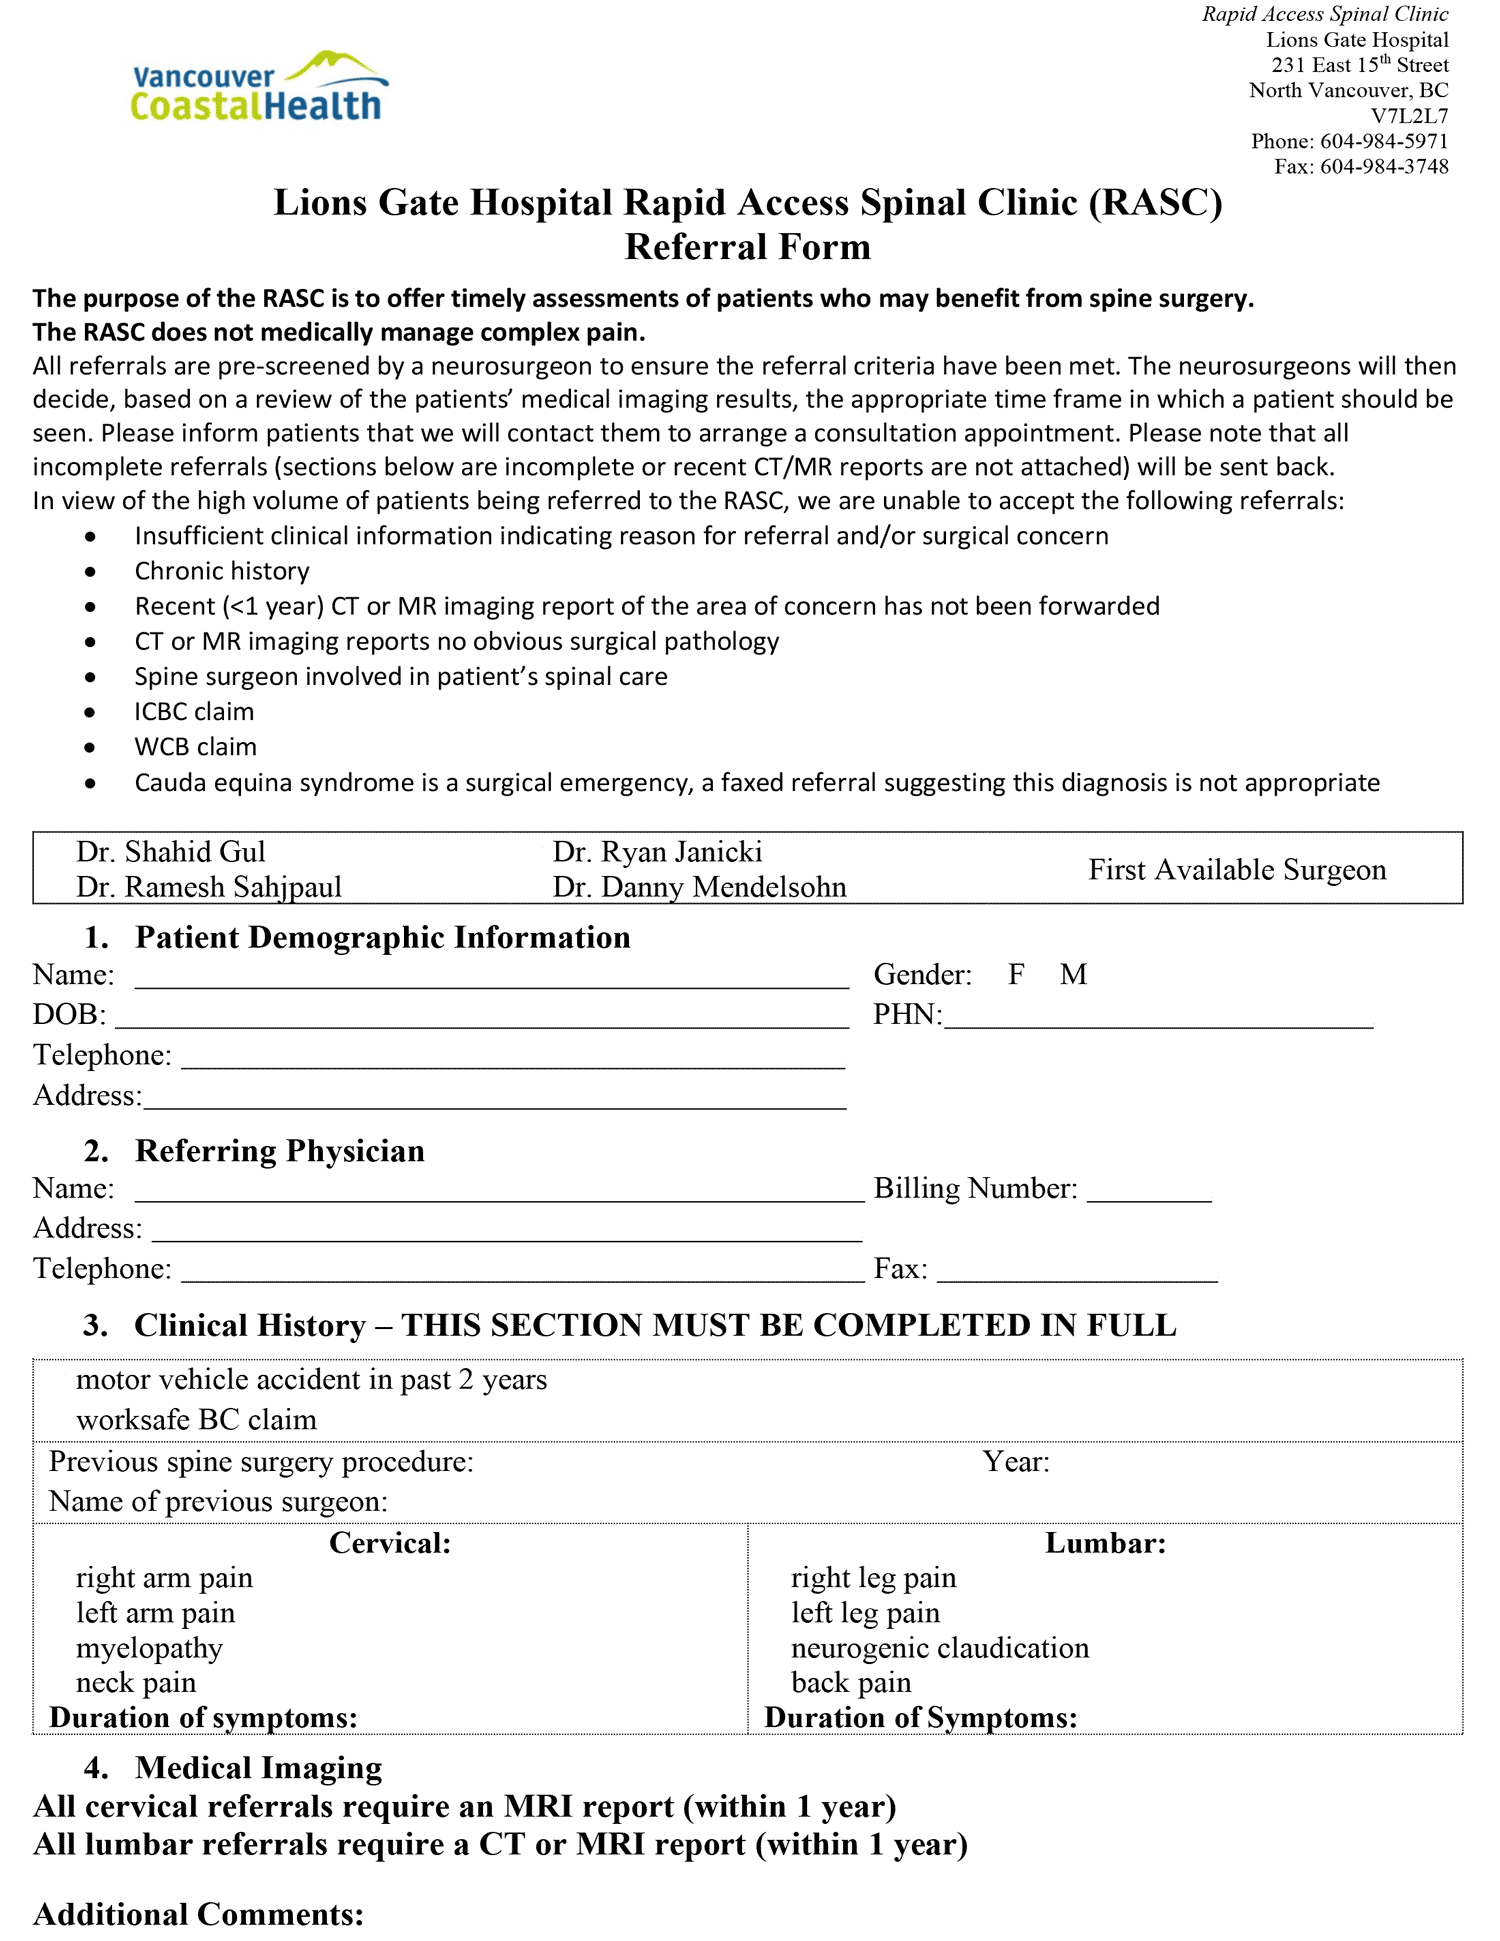 Rapid Access Spinal Clinic
Lions Gate Hospital
231 East 15th Street
North Vancouver, BC
V7L2L7
Phone: 604-984-5971
Fax: 604-984-3748
Vancouver
CoastalHealth
Lions Gate Hospital Rapid Access Spinal Clinic (RASC)
Referral Form
The purpose of the RASC is to offer timely assessments of patients who may benefit from spine surgery.
The RASC does not medically manage complex pain.
All referrals are pre-screened by a neurosurgeon to ensure the referral criteria have been met. The neurosurgeons will then
decide, based on a review of the patients’ medical imaging results, the appropriate time frame in which a patient should be
seen. Please inform patients that we will contact them to arrange a consultation appointment. Please note that all
incomplete referrals (sections below are incomplete or recent CT/MR reports are not attached) will be sent back.
In view of the high volume of patients being referred to the RASC, we are unable to accept the following referrals:
• Insufficient clinical information indicating reason for referral and/or surgical concern
• Chronic history
• Recent (<1 year) CT or MR imaging report of the area of concern has not been forwarded
• CT or MR imaging reports no obvious surgical pathology
• Spine surgeon involved in patient’s spinal care
• ICBC claim
• WCB claim
• Cauda equina syndrome is a surgical emergency, a faxed referral suggesting this diagnosis is not appropriate
Dr. Shahid Gul Dr. Ryan Janicki
Dr. Ramesh Sahjpaul Dr. Danny Mendelsohn
First Available Surgeon
1. Patient Demographic Information
Name: Gender: F M
DOB: PHN:
Telephone:
Address:
2. Referring Physician
Name: Billing Number:
Address:
Telephone: Fax:
3. Clinical History – THIS SECTION MUST BE COMPLETED IN FULL
motor vehicle accident in past 2 years
worksafe BC claim
Previous spine surgery procedure: Year:
Name of previous surgeon:
Cervical:
right arm pain
left arm pain
myelopathy
neck pain
Duration of symptoms:
Lumbar:
right leg pain
left leg pain
neurogenic claudication
back pain
Duration of Symptoms:
4. Medical Imaging
All cervical referrals require an MRI report (within 1 year)
All lumbar referrals require a CT or MRI report (within 1 year)
Additional Comments: